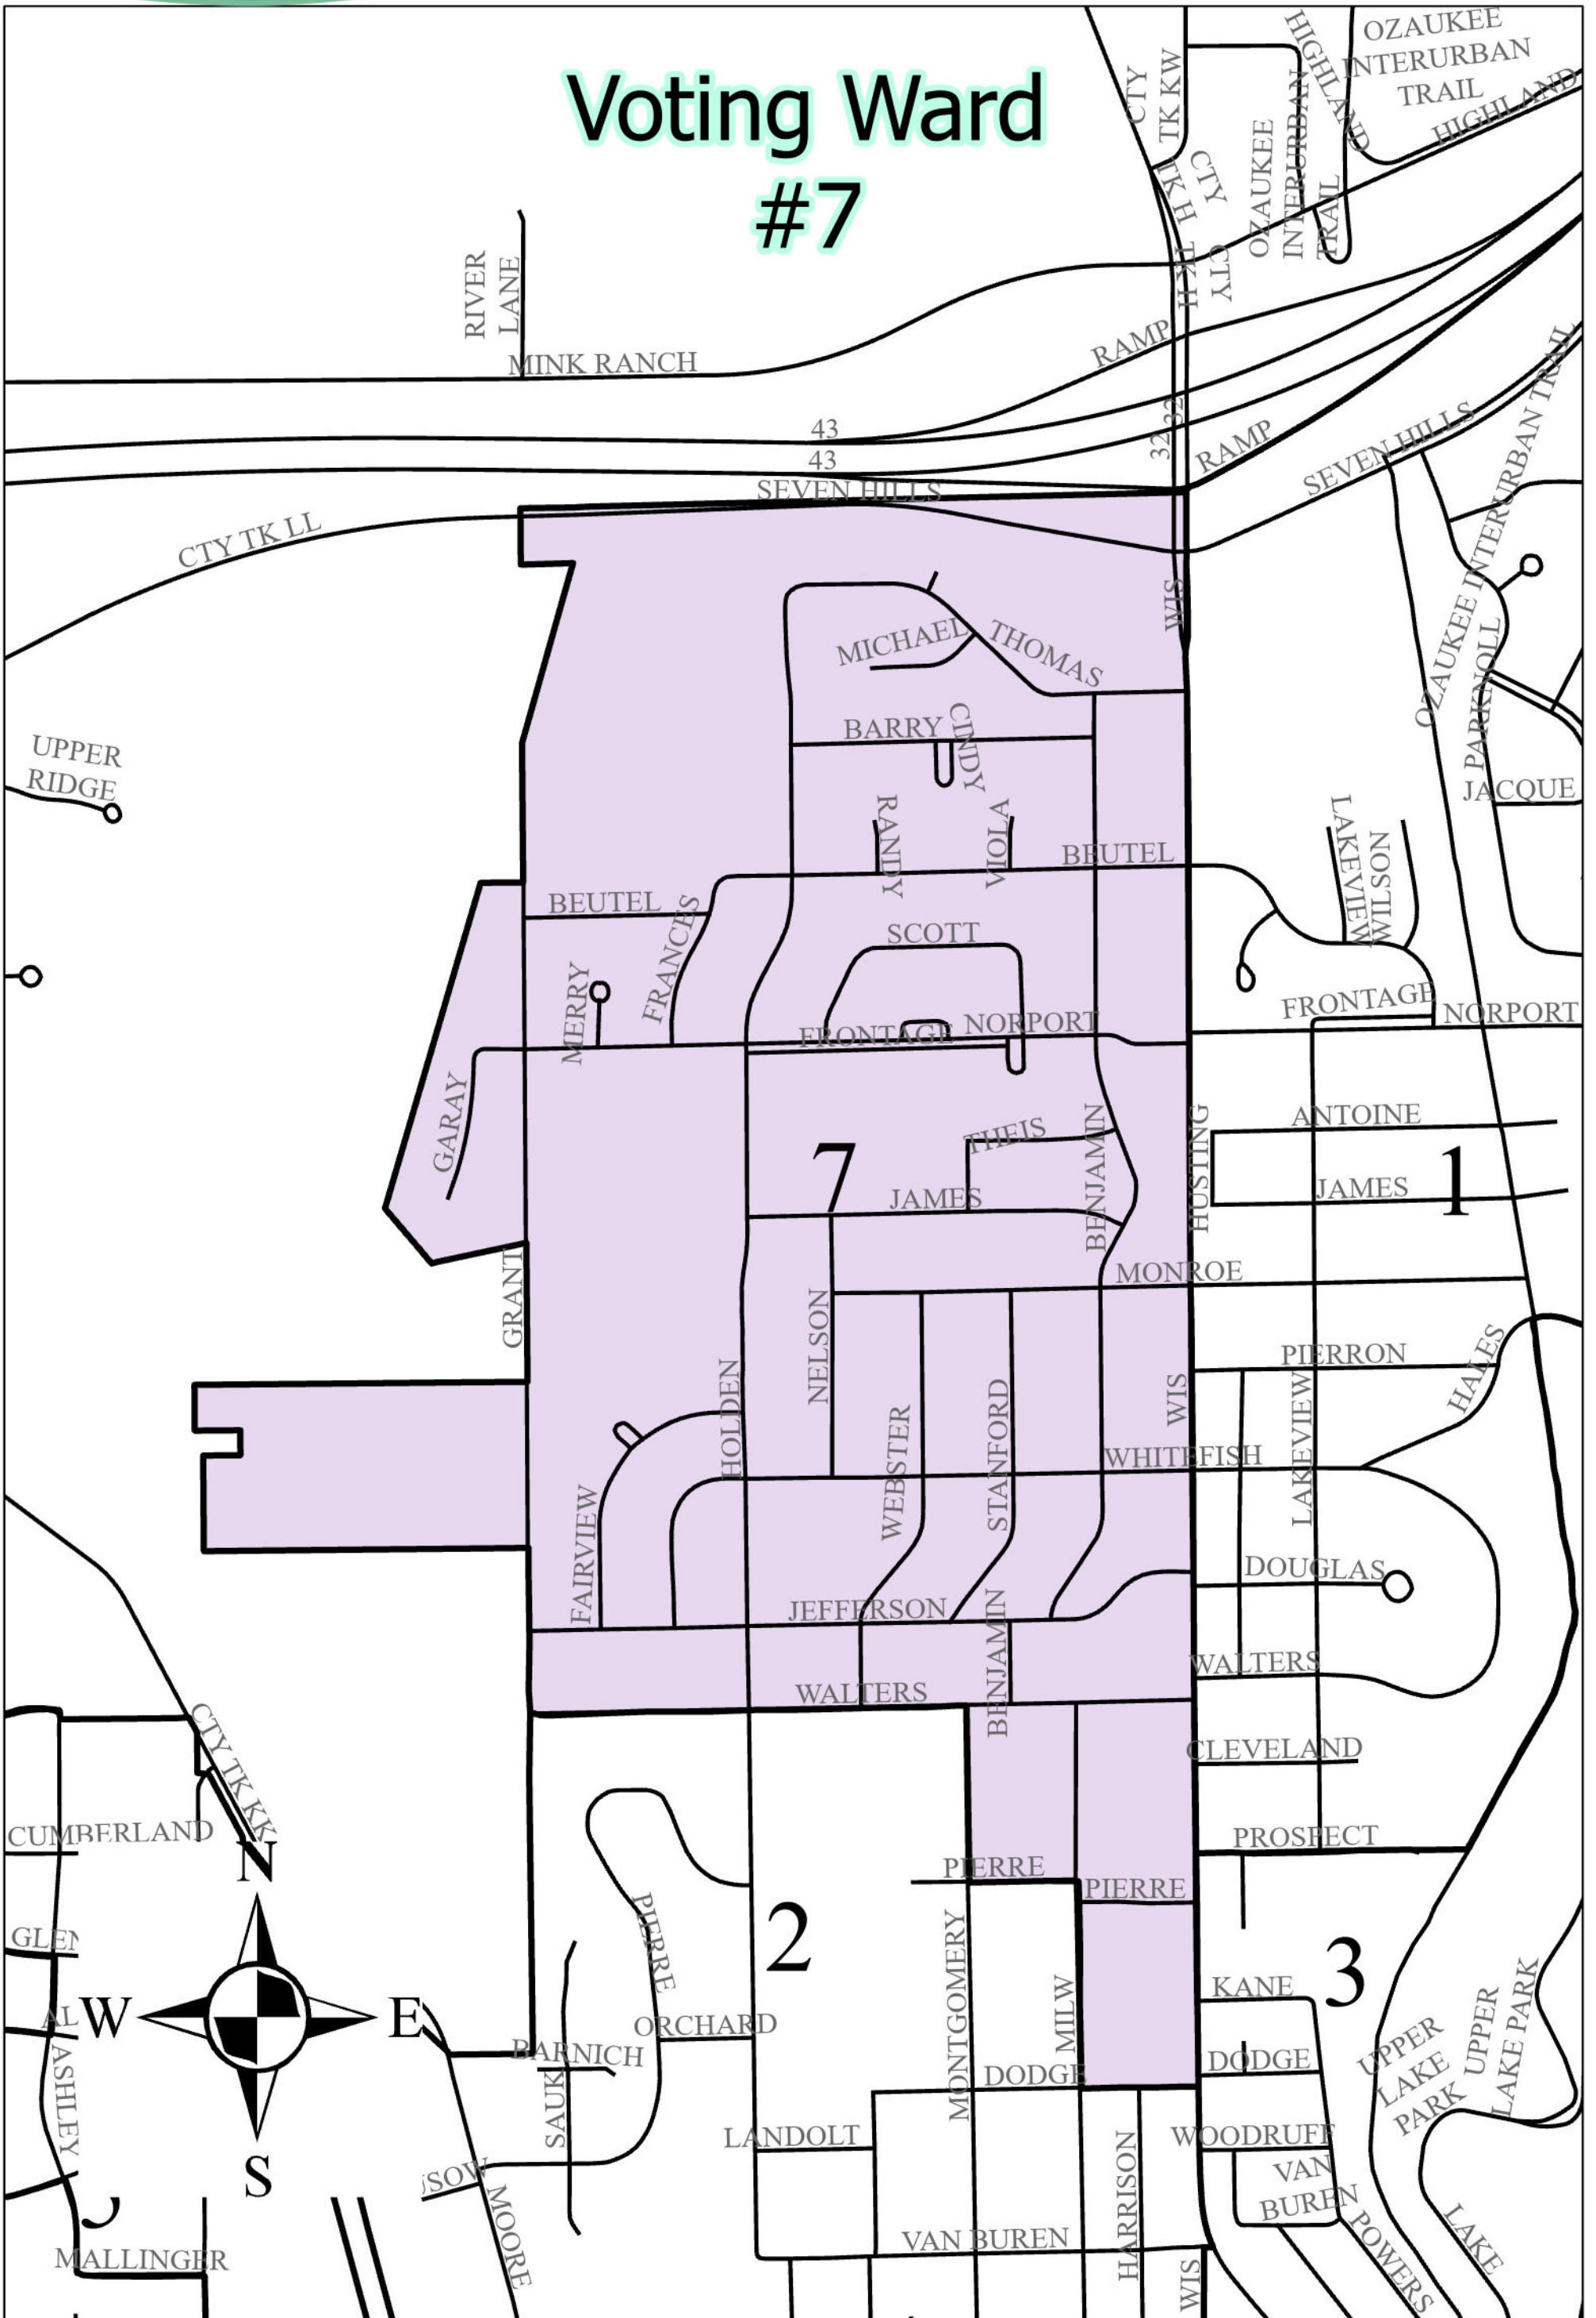 Voting Ward
#7
CTY
TK KW
HIGHLAND
OZAUKEE
INTERURBAN
TRAIL
HIGHLAND
OZAUKEE
INTERURBAN
TRAIL
CTY
TK H
CTY
TK H
RIVER
LANE
MINK RANCH
RAMP
43
43
32
32
RAMP
SEVEN HILLS
SEVEN HILLS
CTY TK LL
OZAUKEE INTERURBAN TRAIL
WIS
MICHAEL
THOMAS
PARKNOLL
BARRY
CINDY
UPPER
RIDGE
JACQUE
RANDY
VIOLA
BEUTEL
LAKEVIEW
WILSON
BEUTEL
FRANCES
SCOTT
MERRY
FRONTAGE
NORPORT
FRONTAGE
NORPORT
GARAY
THEIS
BENJAMIN
HUSTING
ANTOINE
7
1
JAMES
JAMES
GRANT
MONROE
NELSON
PIERRON
HALES
HOLDEN
WIS
LAKEVIEW
WEBSTER
STANFORD
WHITEFISH
FAIRVIEW
DOUGLAS
JEFFERSON
BENJAMIN
WALTERS
WALTERS
CTY TK KK
CLEVELAND
CUMBERLAND
PROSPECT
N
PIERRE
PIERRE
PIERRE
2
GLEN
MONTGOMERY
3
MILW
KANE
UPPER
LAKE PARK
W
E
AL
ORCHARD
BARNICH
DODGE
DODGE
UPPER
LAKE
PARK
ASHLEY
SAUK
LANDOLT
WOODRUFF
S
HARRISON
VAN
BUREN
MOORE
VAN BUREN
POWERS
LAKE
MALLINGER
WIS